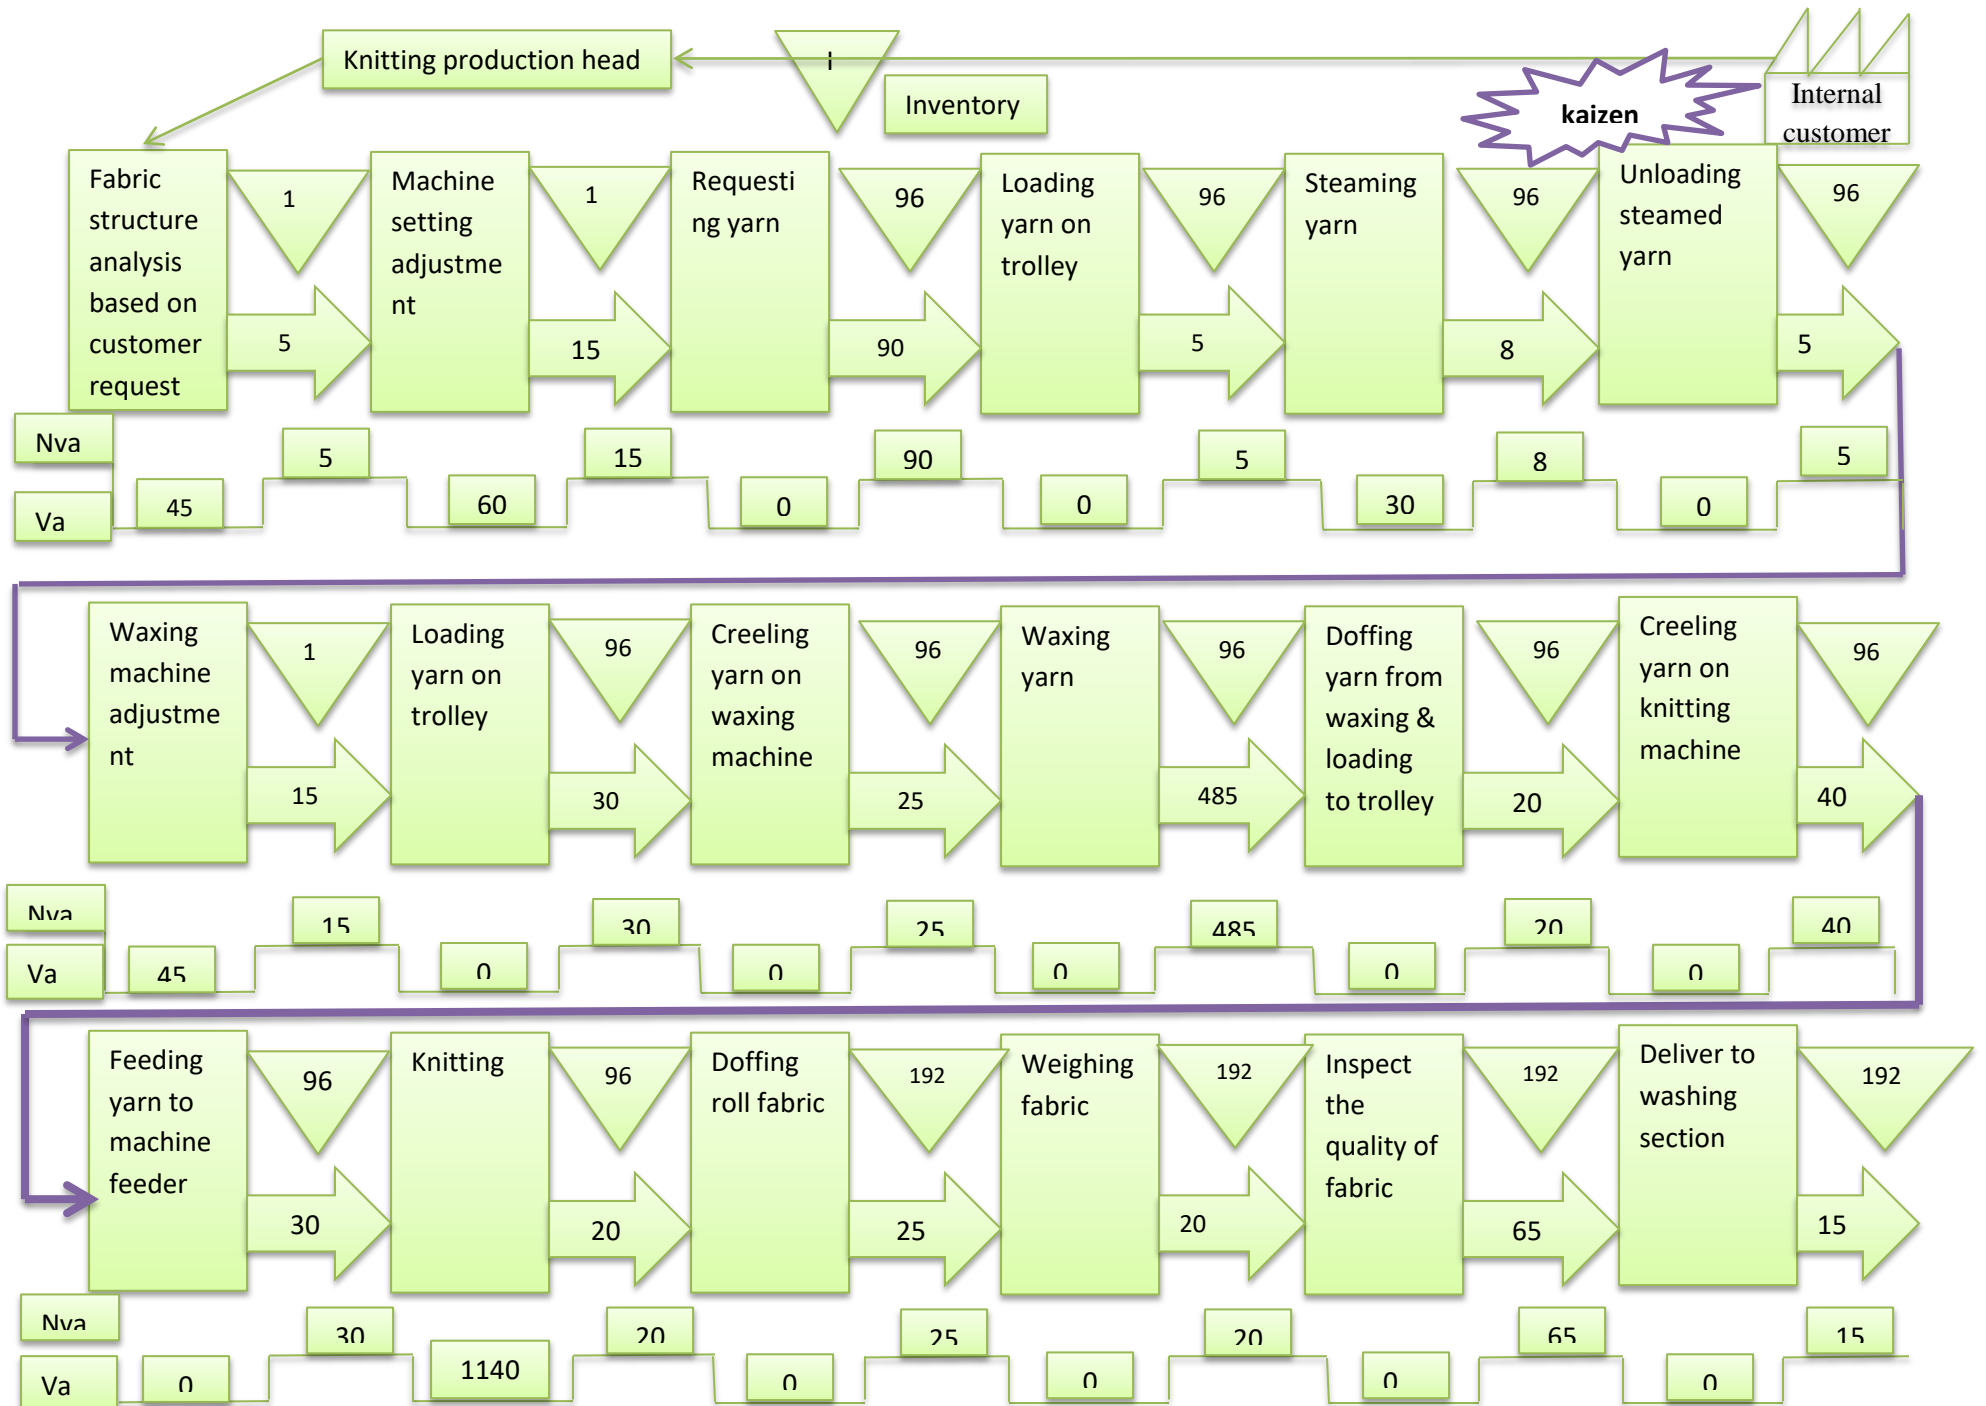 Knitting production head
I
Inventory
kaizen
Internal
customer
Fabric
structure
analysis
based on
customer
request
1
5
Machine
setting
adjustme
nt
1
15
Requesti
ng yarn
96
90
Loading
yarn on
trolley
96
5
Steaming
yarn
96
8
Unloading
steamed
yarn
96
5
Nva
5
15
90
5
8
5
Va
45
60
0
0
30
0
Waxing
machine
adjustme
nt
1
15
Loading
yarn on
trolley
96
30
Creeling
yarn on
waxing
machine
96
25
Waxing
yarn
96
485
Doffing
yarn from
waxing &
loading
to trolley
96
20
Creeling
yarn on
knitting
machine
96
40
Nva
15
30
25
485
20
40
Va
45
0
0
0
0
0
Feeding
yarn to
machine
feeder
96
30
Knitting
96
20
Doffing
roll fabric
192
25
Weighing
fabric
192
20
Inspect
the
quality of
fabric
192
65
Deliver to
washing
section
192
15
Nva
30
20
25
20
65
15
Va
0
1140
0
0
0
0